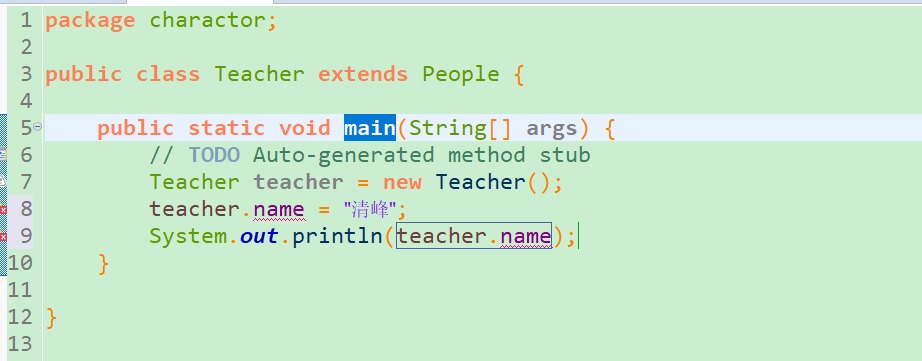 1 package charactor;
2
3 public class Teacher extends People {
4
5 public static void main(String[] args) {
6 // TODO Auto-generated method stub
7 Teacher teacher = new Teacher();
8 teacher.name = "清峰";
9 System.out.println(teacher.name);
10 }
11
12 }
13